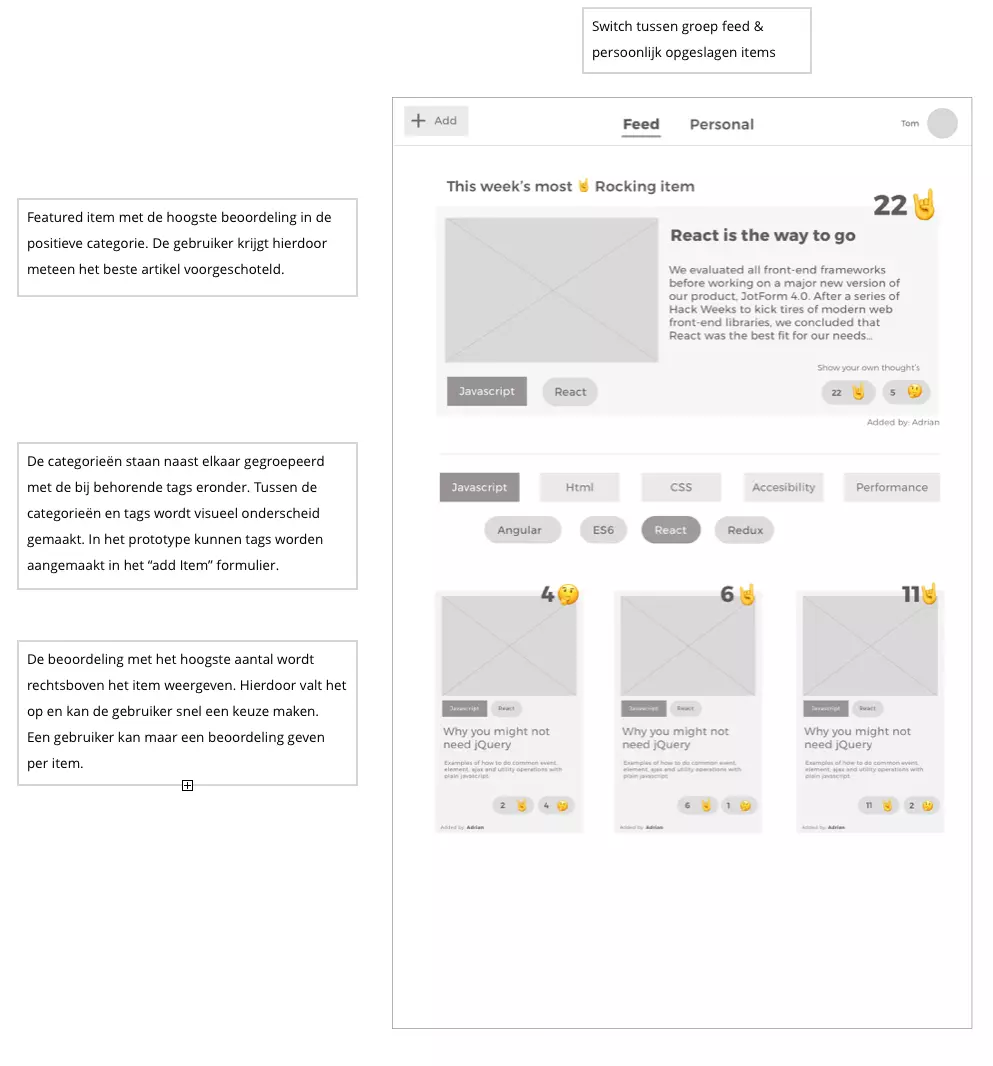 Switch tussen groep feed &
persoonlijk opgeslagen items
Add
Feed
Personal
Tom
Featured item met de hoogste beoordeling in de
positieve categorie. De gebruiker krijgt hierdoor
meteen het beste artikel voorgeschoteld.
This week's most 🤘 Rocking item
22 🤘
React is the way to go
We evaluated all front-end frameworks
before working on a major new version of
our product, JotForm 4.0. After a series of
Hack Weeks to kick tires of modern web
front-end libraries, we concluded that
React was the best fit for our needs...
Show your own thought's
Javascript
React
22 🤘
5 🤔
Added by: Adrian
De categorieën staan naast elkaar gegroepeerd
met de bij behorende tags eronder. Tussen de
categorieën en tags wordt visueel onderscheid
gemaakt. In het prototype kunnen tags worden
aangemaakt in het “add Item” formulier.
Javascript
Html
CSS
Accesibility
Performance
Angular
ES6
React
Redux
De beoordeling met het hoogste aantal wordt
rechtsboven het item weergeven. Hierdoor valt het
op en kan de gebruiker snel een keuze maken.
Een gebruiker kan maar een beoordeling geven
per item.
4 🤔
Javascript
React
Why you might not
need jQuery
Examples of how to do common event,
element, ajax and utility operations with
plain javascript.
2 🤘
4 🤔
Added by: Adrian
6 🤘
Javascript
React
Why you might not
need jQuery
Examples of how to do common event,
element, ajax and utility operations with
plain javascript.
6 🤘
1 🤔
Added by: Adrian
11 🤘
Javascript
React
Why you might not
need jQuery
Examples of how to do common event,
element, ajax and utility operations with
plain javascript.
11 🤘
2 🤔
Added by: Adrian